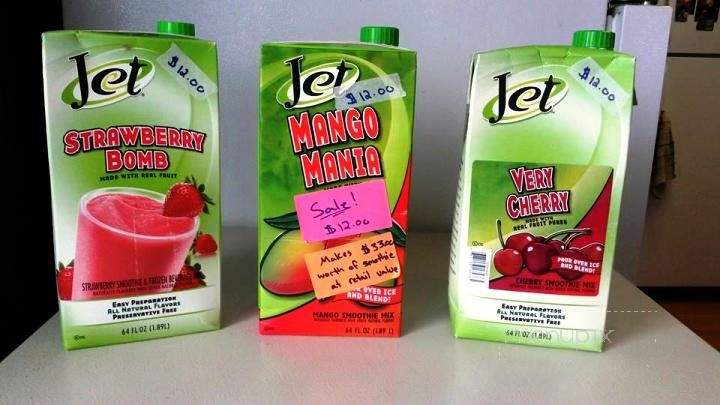 Jet
$12.00
STRAWBERRY
BOMB
MADE WITH REAL FRUIT
EASY PREPARATION
ALL NATURAL FLAVORS
PRESERVATIVE FREE
64 FL OZ (1.89L)
Jet
$12.00
MANGO
MANIA
Sale!
$12.00
Makes $33.00
worth of smoothie
at retail value
POUR OVER ICE
AND BLEND!
MANGO SMOOTHIE MIX
64 FL OZ (1.89 L)
Jet
$12.00
VERY
CHERRY
MADE WITH
REAL FRUIT PUREE
POUR OVER ICE
AND BLEND!
CHERRY SMOOTHIE MIX
EASY PREPARATION
ALL NATURAL FLAVORS
PRESERVATIVE FREE
64 FL OZ (1.89L)